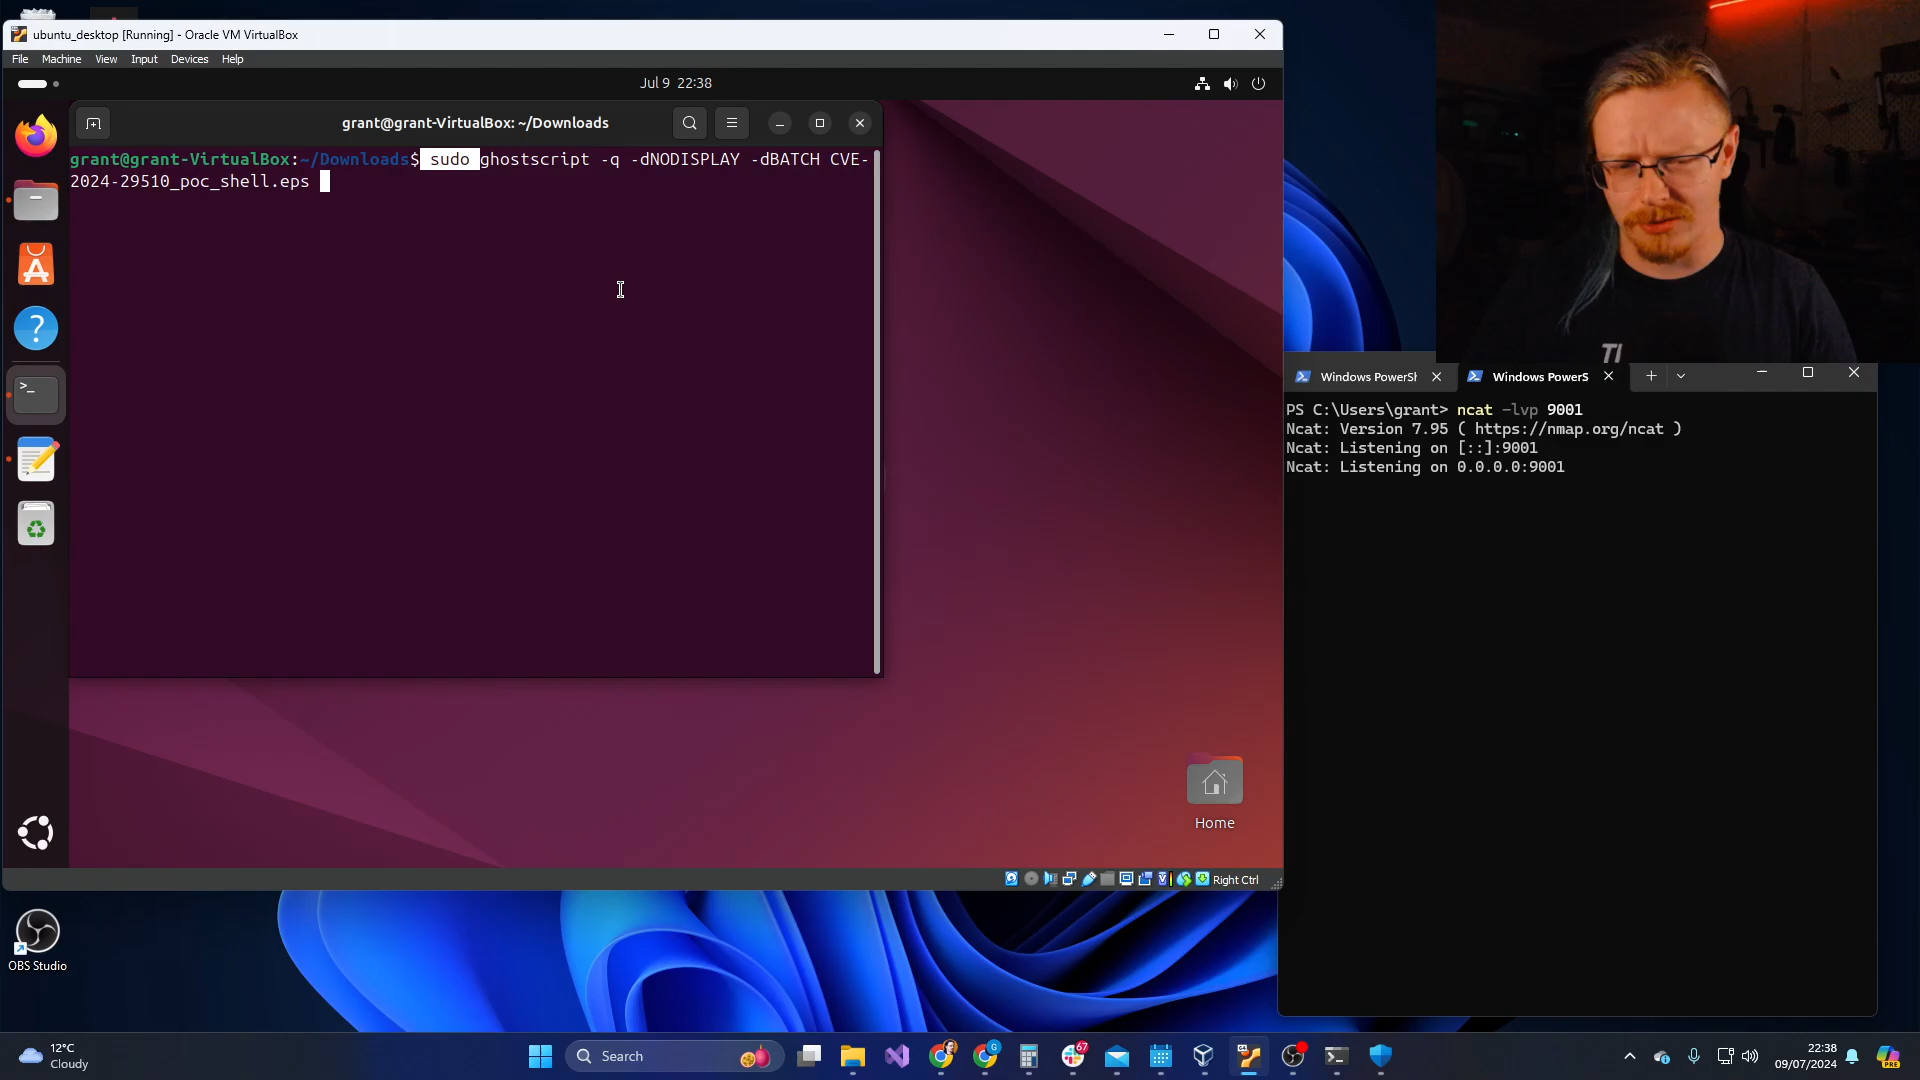 ubuntu_desktop [Running] - Oracle VM VirtualBox
File Machine View Input Devices Help
Jul 9 22:38
grant@grant-VirtualBox: ~/Downloads
grant@grant-VirtualBox:~/Downloads$ sudo ghostscript -q -dNODISPLAY -dBATCH CVE-
2024-29510_poc_shell.eps
Home
Right Ctrl
TI
Windows PowerSh
Windows PowerS
PS C:\Users\grant> ncat -lvp 9001
Ncat: Version 7.95 ( https://nmap.org/ncat )
Ncat: Listening on [::]:9001
Ncat: Listening on 0.0.0.0:9001
OBS Studio
12°C
Cloudy
Search
67
22:38
09/07/2024
PRE